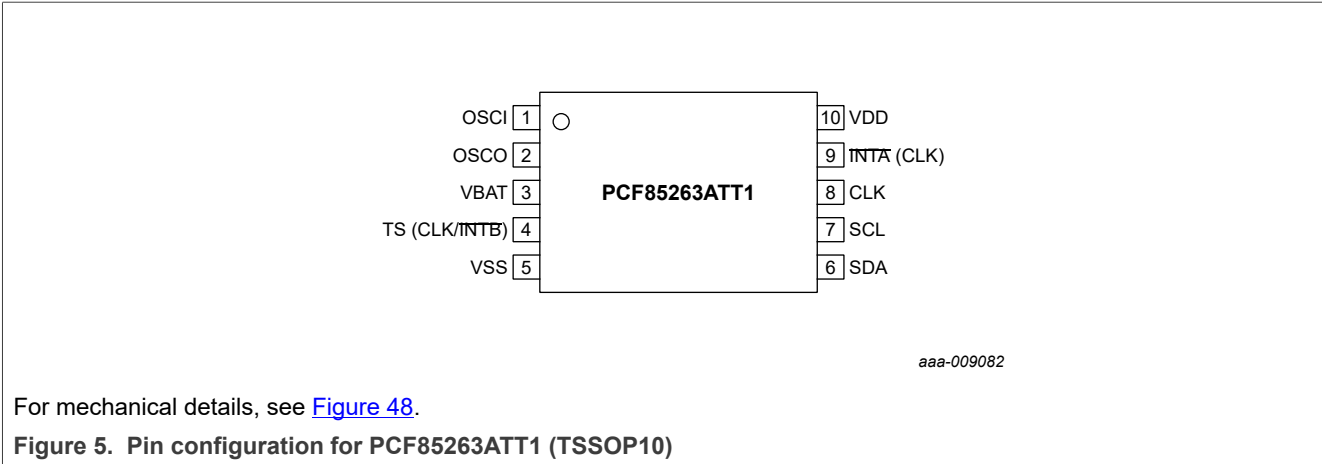 OSCI 1 10 VDD
OSCO 2 9 INTA (CLK)
VBAT 3 PCF85263ATT1 8 CLK
TS (CLK/INTB) 4 7 SCL
VSS 5 6 SDA
aaa-009082
For mechanical details, see Figure 48.
Figure 5. Pin configuration for PCF85263ATT1 (TSSOP10)